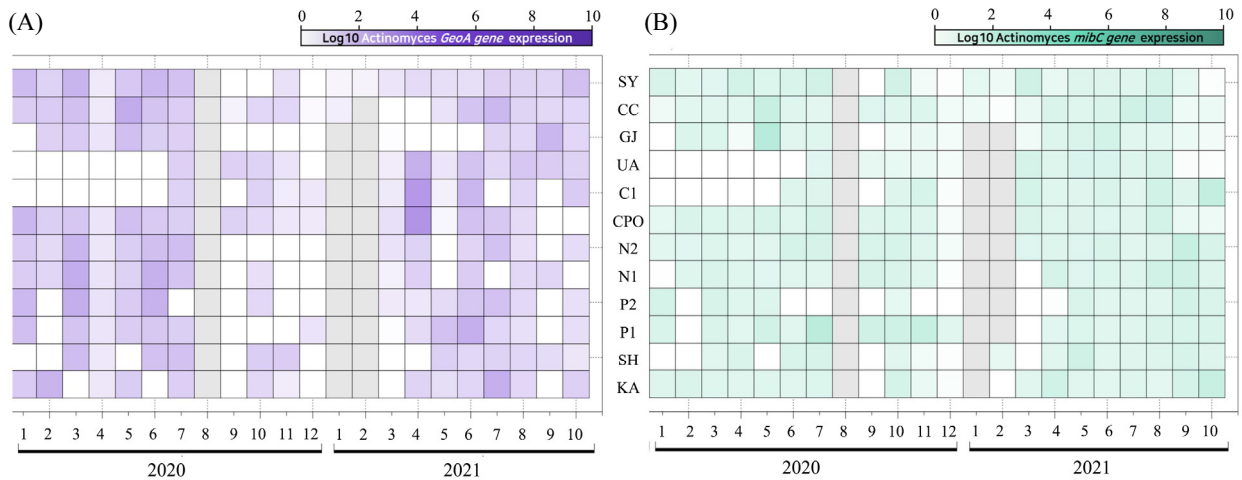 (A)
0 2 4 6 8 10
Log10 Actinomyces GeoA gene expression
(B)
0 2 4 6 8 10
Log10 Actinomyces mibC gene expression
SY
CC
GJ
UA
C1
CPO
N2
N1
P2
P1
SH
KA
1 2 3 4 5 6 7 8 9 10 11 12 1 2 3 4 5 6 7 8 9 10
2020 2021
1 2 3 4 5 6 7 8 9 10 11 12 1 2 3 4 5 6 7 8 9 10
2020 2021